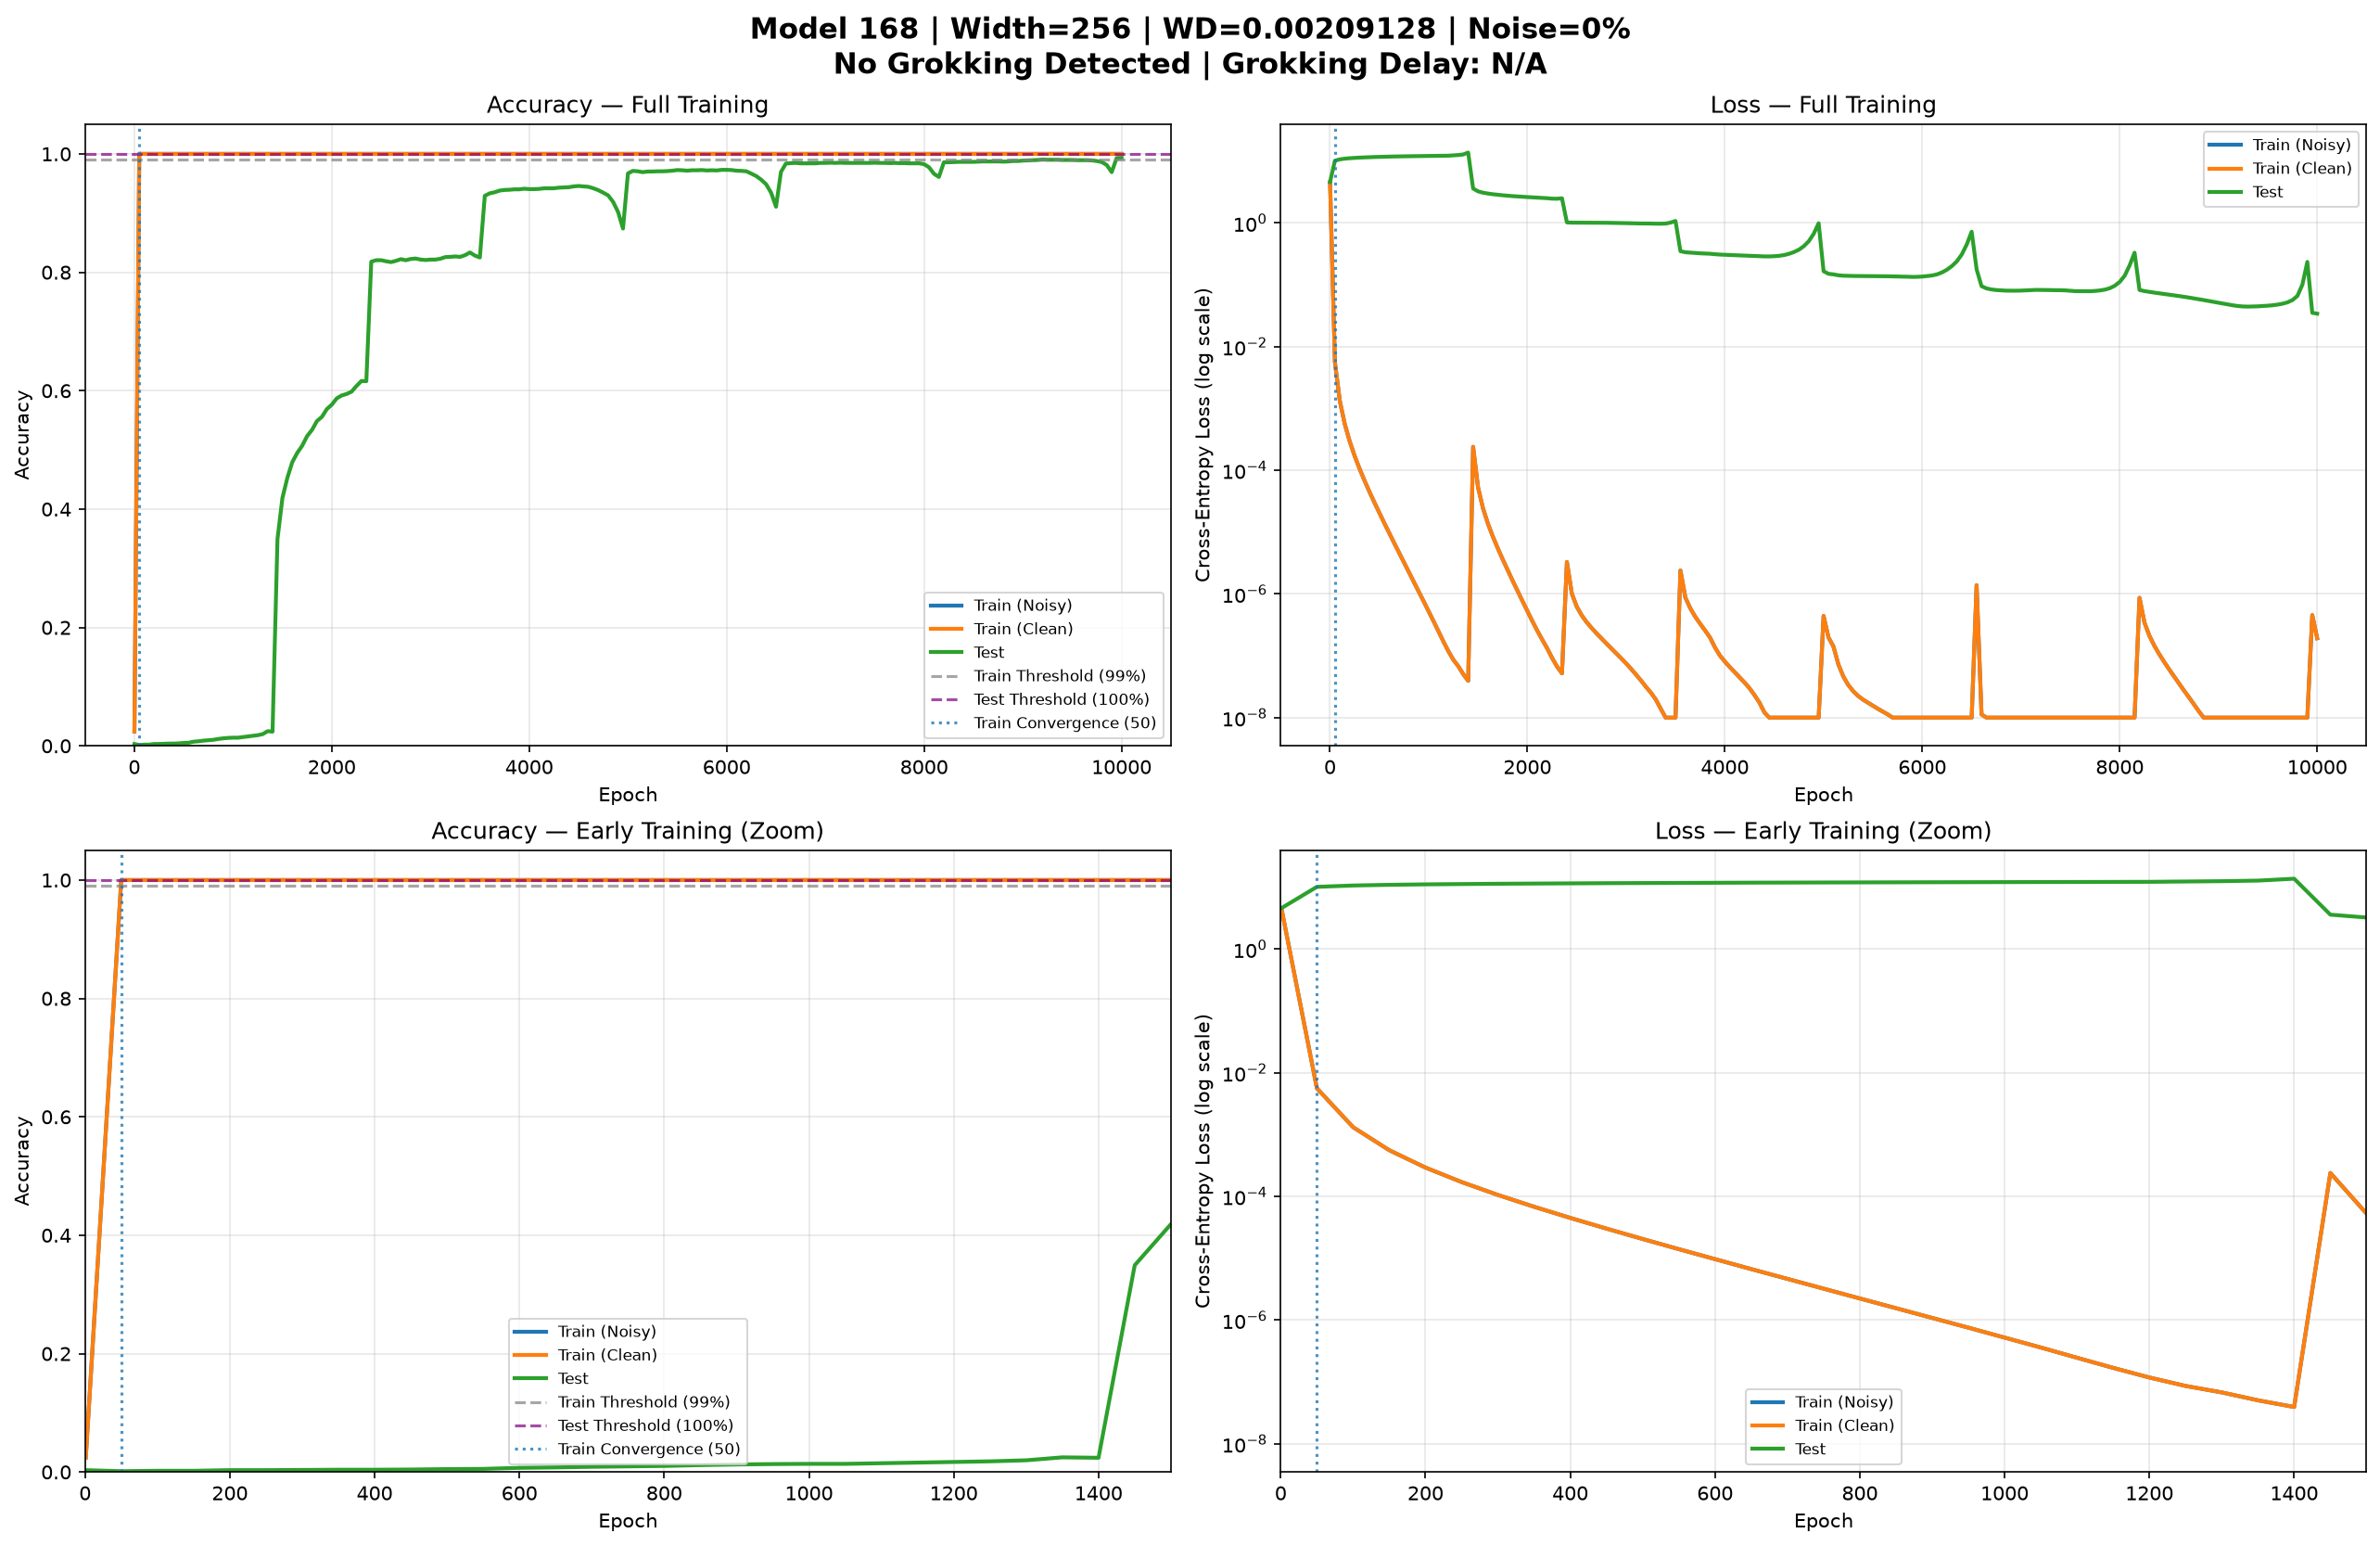 Model 168 | Width=256 | WD=0.00209128 | Noise=0%
No Grokking Detected | Grokking Delay: N/A
Accuracy — Full Training
Accuracy
1.0
0.8
0.6
0.4
0.2
0.0
Train (Noisy)
Train (Clean)
Test
Train Threshold (99%)
Test Threshold (100%)
Train Convergence (50)
0 2000 4000 6000 8000 10000
Epoch
Loss — Full Training
Cross-Entropy Loss (log scale)
10⁰
10⁻²
10⁻⁴
10⁻⁶
10⁻⁸
Train (Noisy)
Train (Clean)
Test
0 2000 4000 6000 8000 10000
Epoch
Accuracy — Early Training (Zoom)
Accuracy
1.0
0.8
0.6
0.4
0.2
0.0
Train (Noisy)
Train (Clean)
Test
Train Threshold (99%)
Test Threshold (100%)
Train Convergence (50)
0 200 400 600 800 1000 1200 1400
Epoch
Loss — Early Training (Zoom)
Cross-Entropy Loss (log scale)
10⁰
10⁻²
10⁻⁴
10⁻⁶
10⁻⁸
Train (Noisy)
Train (Clean)
Test
0 200 400 600 800 1000 1200 1400
Epoch